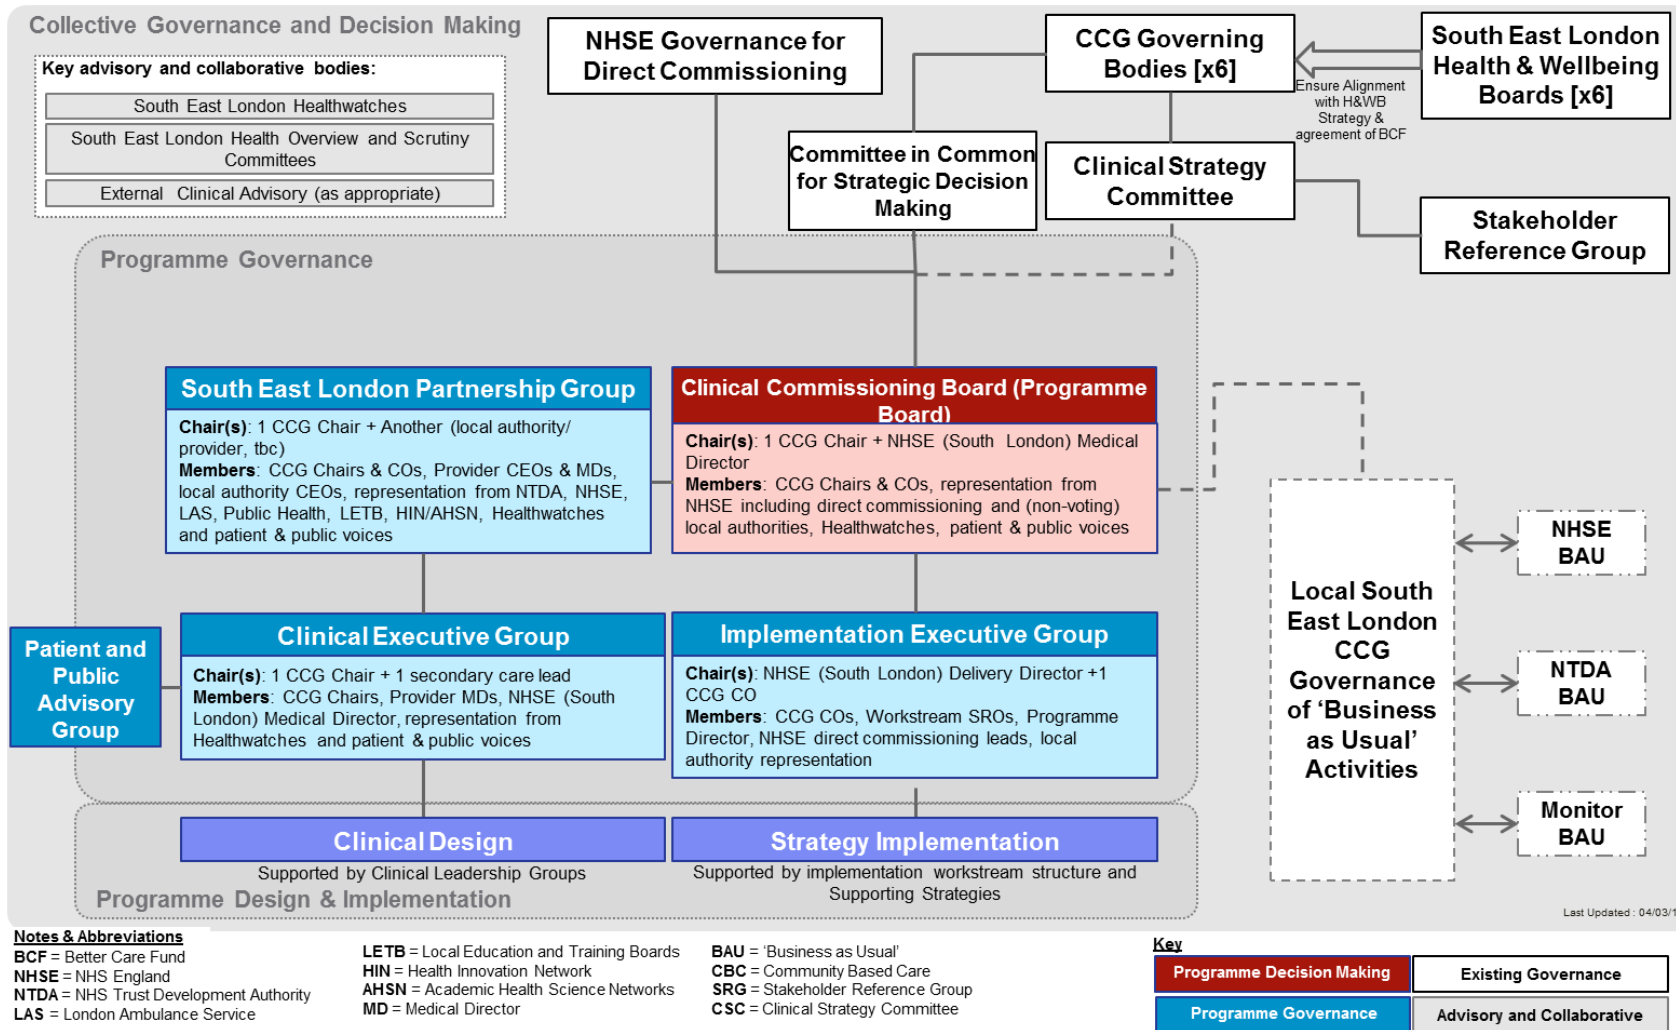 Collective Governance and Decision Making
Key advisory and collaborative bodies:
South East London Healthwatches
South East London Health Overview and Scrutiny
Committees
External Clinical Advisory (as appropriate)
NHSE Governance for
Direct Commissioning
CCG Governing
Bodies [x6]
South East London
Health & Wellbeing
Boards [x6]
Ensure Alignment
with H&WB
Strategy &
agreement of BCF
Committee in Common
for Strategic Decision
Making
Clinical Strategy
Committee
Stakeholder
Reference Group
Programme Governance
South East London Partnership Group
Chair(s): 1 CCG Chair + Another (local authority/
provider, tbc)
Members: CCG Chairs & COs, Provider CEOs & MDs,
local authority CEOs, representation from NTDA, NHSE,
LAS, Public Health, LETB, HIN/AHSN, Healthwatches
and patient & public voices
Clinical Commissioning Board (Programme
Board)
Chair(s): 1 CCG Chair + NHSE (South London) Medical
Director
Members: CCG Chairs & COs, representation from
NHSE including direct commissioning and (non-voting)
local authorities, Healthwatches, patient & public voices
Patient and
Public
Advisory
Group
Clinical Executive Group
Chair(s): 1 CCG Chair + 1 secondary care lead
Members: CCG Chairs, Provider MDs, NHSE (South
London) Medical Director, representation from
Healthwatches and patient & public voices
Implementation Executive Group
Chair(s): NHSE (South London) Delivery Director +1
CCG CO
Members: CCG COs, Workstream SROs, Programme
Director, NHSE direct commissioning leads, local
authority representation
Local South
East London
CCG
Governance
of ‘Business
as Usual’
Activities
NHSE
BAU
NTDA
BAU
Monitor
BAU
Clinical Design
Supported by Clinical Leadership Groups
Strategy Implementation
Supported by implementation workstream structure and
Supporting Strategies
Programme Design & Implementation
Last Updated : 04/03/1
Notes & Abbreviations
BCF = Better Care Fund
NHSE = NHS England
NTDA = NHS Trust Development Authority
LAS = London Ambulance Service
LETB = Local Education and Training Boards
HIN = Health Innovation Network
AHSN = Academic Health Science Networks
MD = Medical Director
BAU = ‘Business as Usual’
CBC = Community Based Care
SRG = Stakeholder Reference Group
CSC = Clinical Strategy Committee
Key
Programme Decision Making
Existing Governance
Programme Governance
Advisory and Collaborative